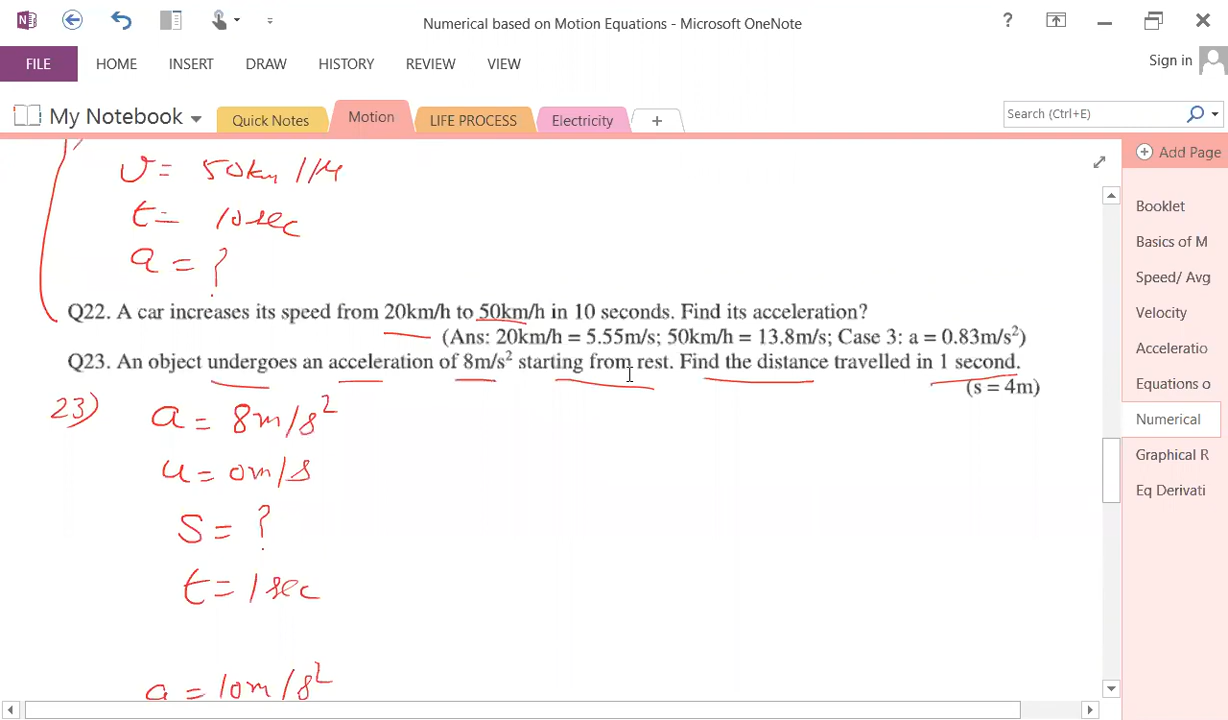 Numerical based on Motion Equations - Microsoft OneNote
?
FILE HOME INSERT DRAW HISTORY REVIEW VIEW
Sign in
My Notebook
Quick Notes
Motion
LIFE PROCESS
Electricity
+
Search (Ctrl+E)
Add Page
Booklet
Basics of M
Speed/ Avg
Velocity
Acceleratio
Equations o
Numerical
Graphical R
Eq Derivati
v = 50km/H
t = 10sec
a = ?
Q22. A car increases its speed from 20km/h to 50km/h in 10 seconds. Find its acceleration?
(Ans: 20km/h = 5.55m/s; 50km/h = 13.8m/s; Case 3: a = 0.83m/s²)
Q23. An object undergoes an acceleration of 8m/s² starting from rest. Find the distance travelled in 1 second.
(s = 4m)
23) a = 8m/s²
u = 0m/s
S = ?
t = 1sec
a = 10m/s²